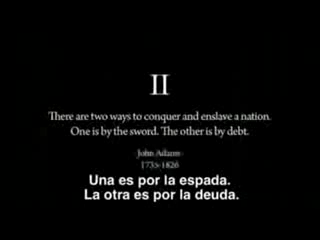 II
There are two ways to conquer and enslave a nation.
One is by the sword. The other is by debt.
John Adams
1735-1826
Una es por la espada.
La otra es por la deuda.